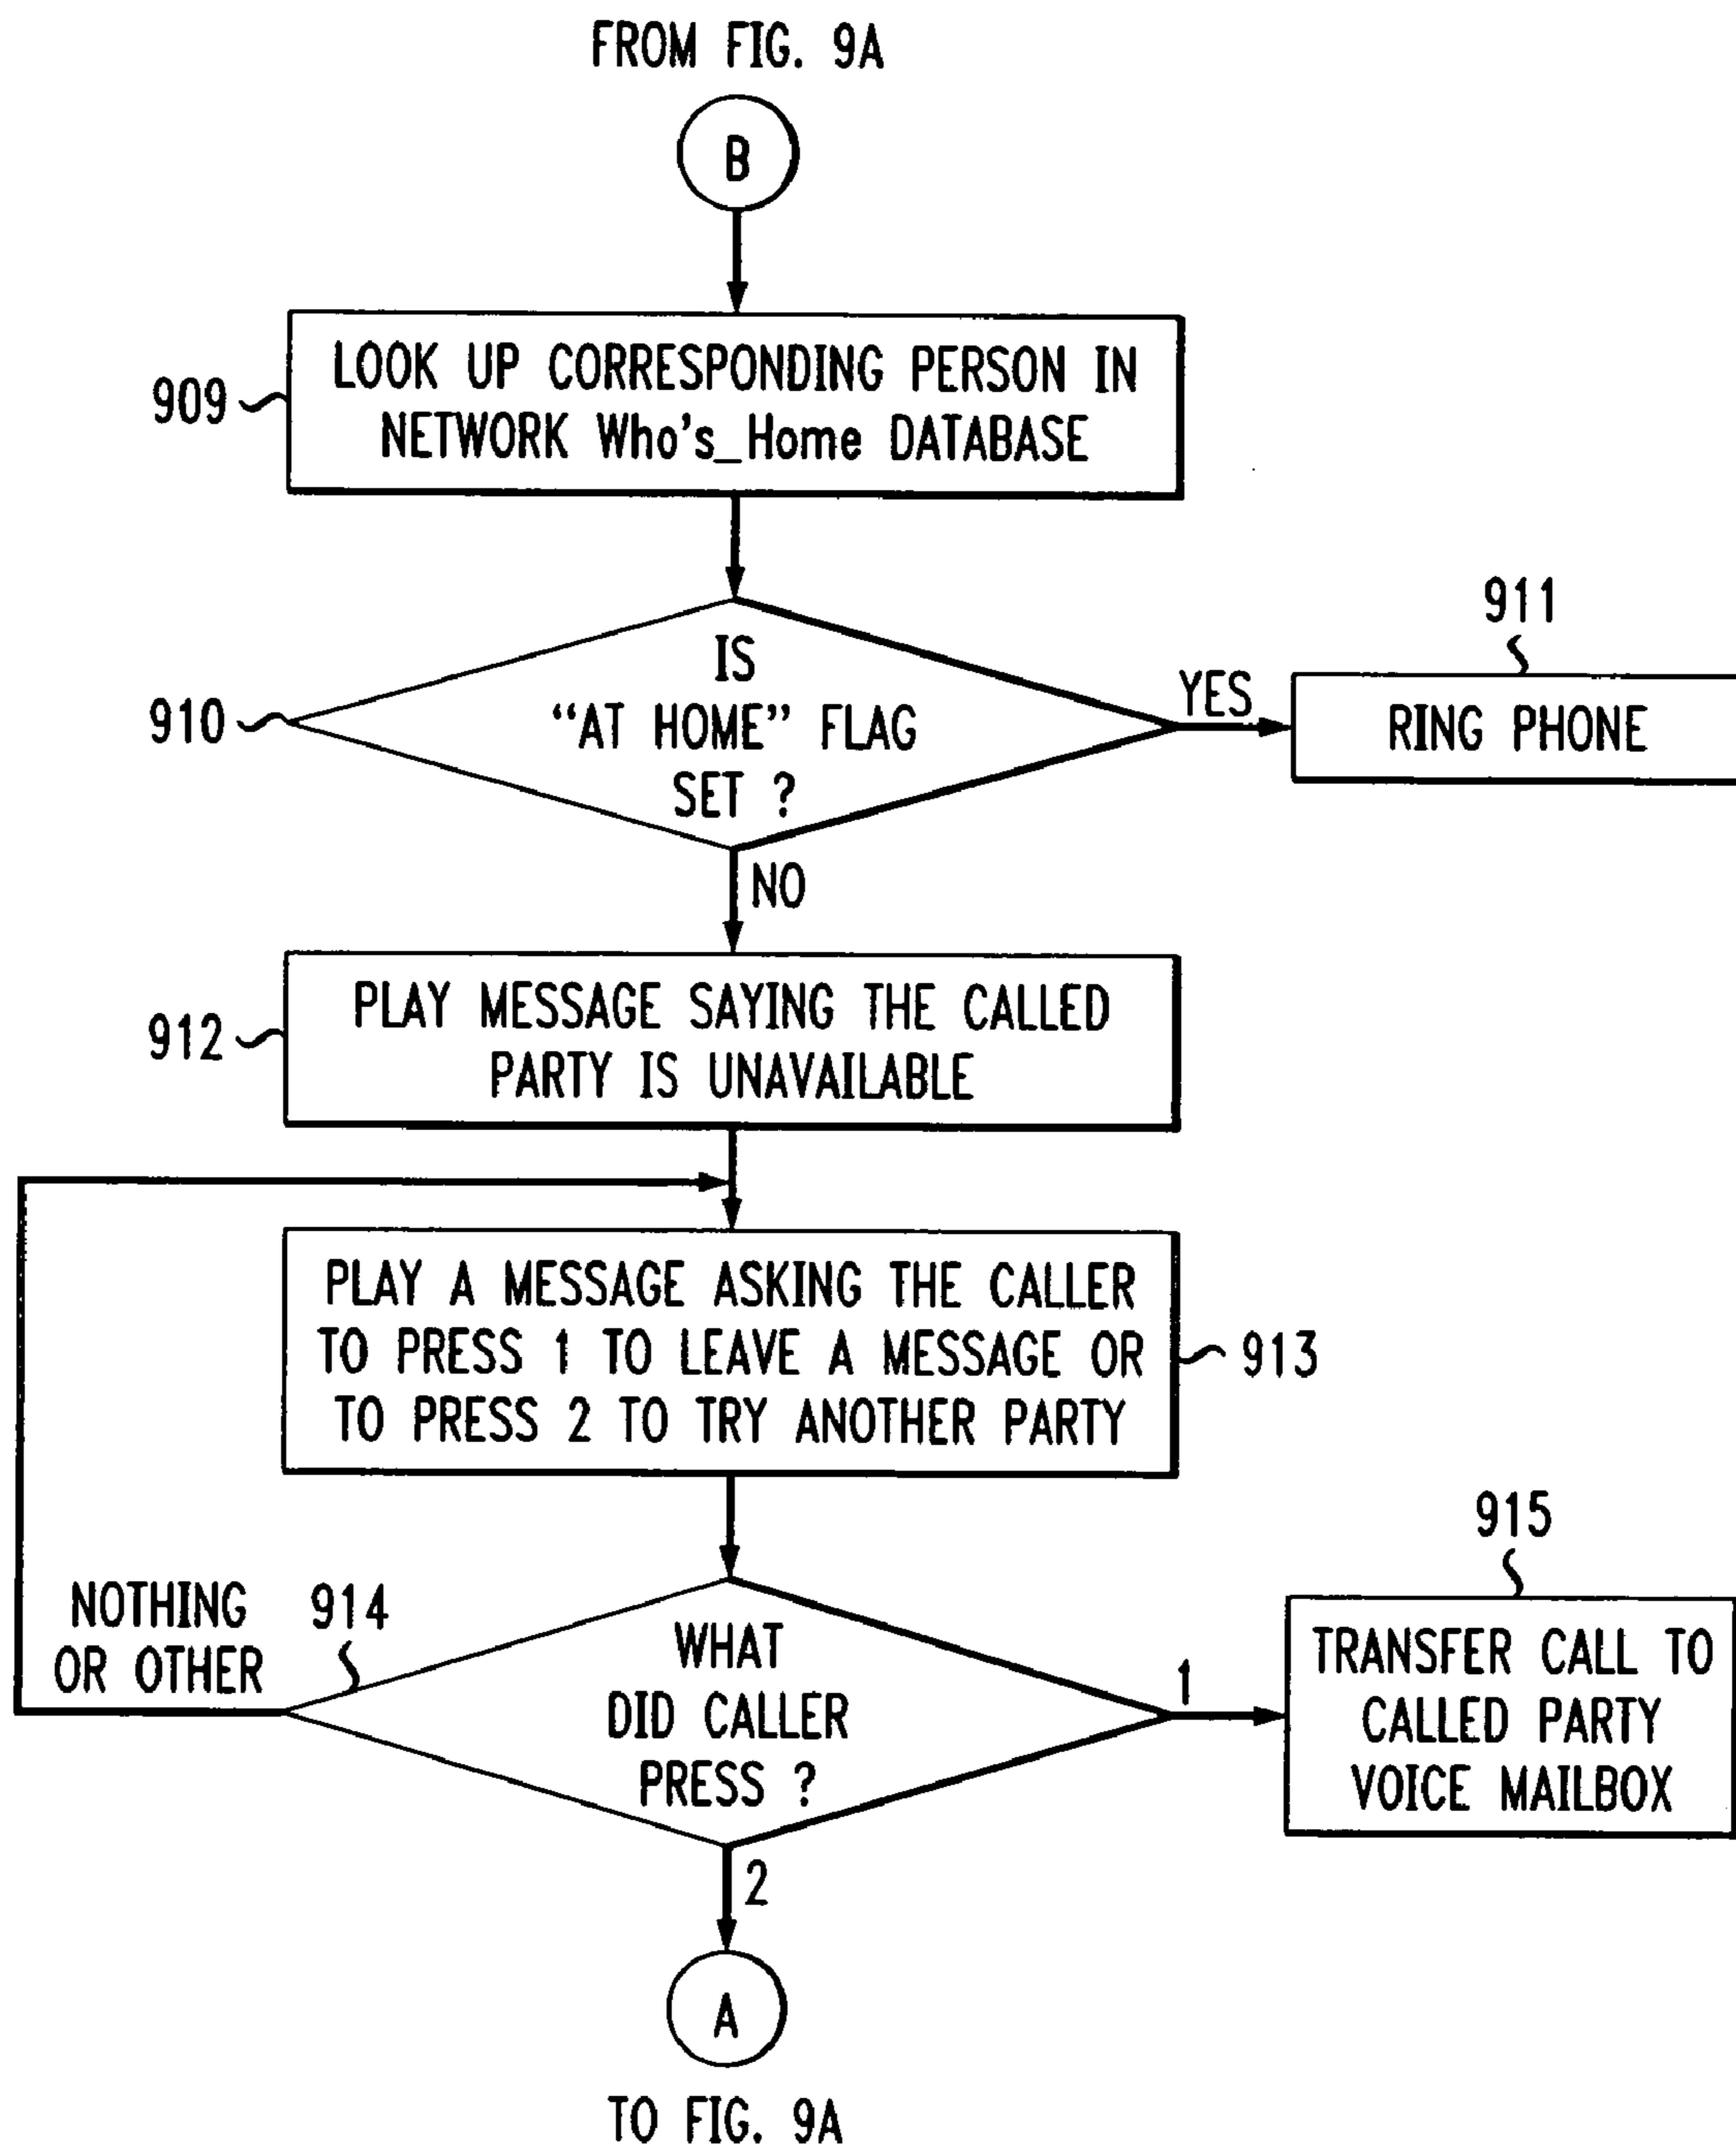 FROM FIG. 9A
B
909
LOOK UP CORRESPONDING PERSON IN
NETWORK Who's_Home DATABASE
910
IS
“AT HOME” FLAG
SET ?
YES
911
RING PHONE
NO
912
PLAY MESSAGE SAYING THE CALLED
PARTY IS UNAVAILABLE
PLAY A MESSAGE ASKING THE CALLER
TO PRESS 1 TO LEAVE A MESSAGE OR
TO PRESS 2 TO TRY ANOTHER PARTY
913
NOTHING
OR OTHER
914
WHAT
DID CALLER
PRESS ?
1
915
TRANSFER CALL TO
CALLED PARTY
VOICE MAILBOX
2
A
TO FIG. 9A